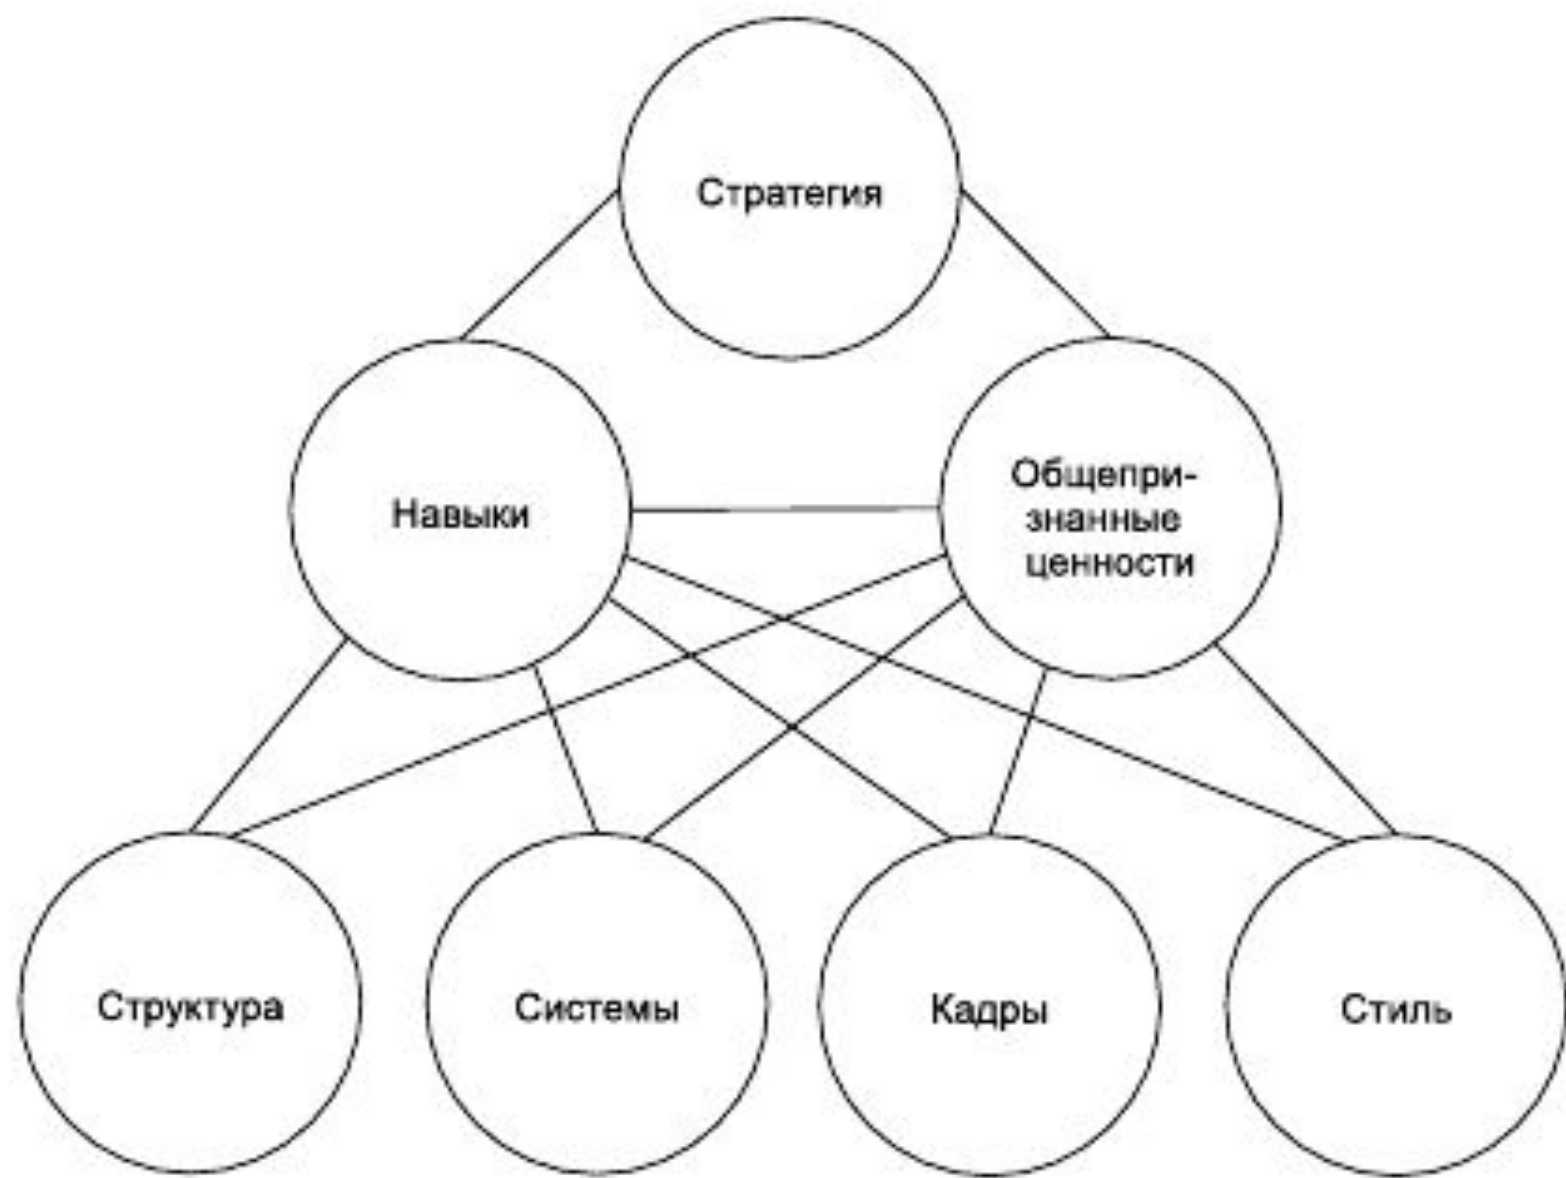 Стратегия
Навыки
Общепри-
знанные
ценности
Структура
Системы
Кадры
Стиль